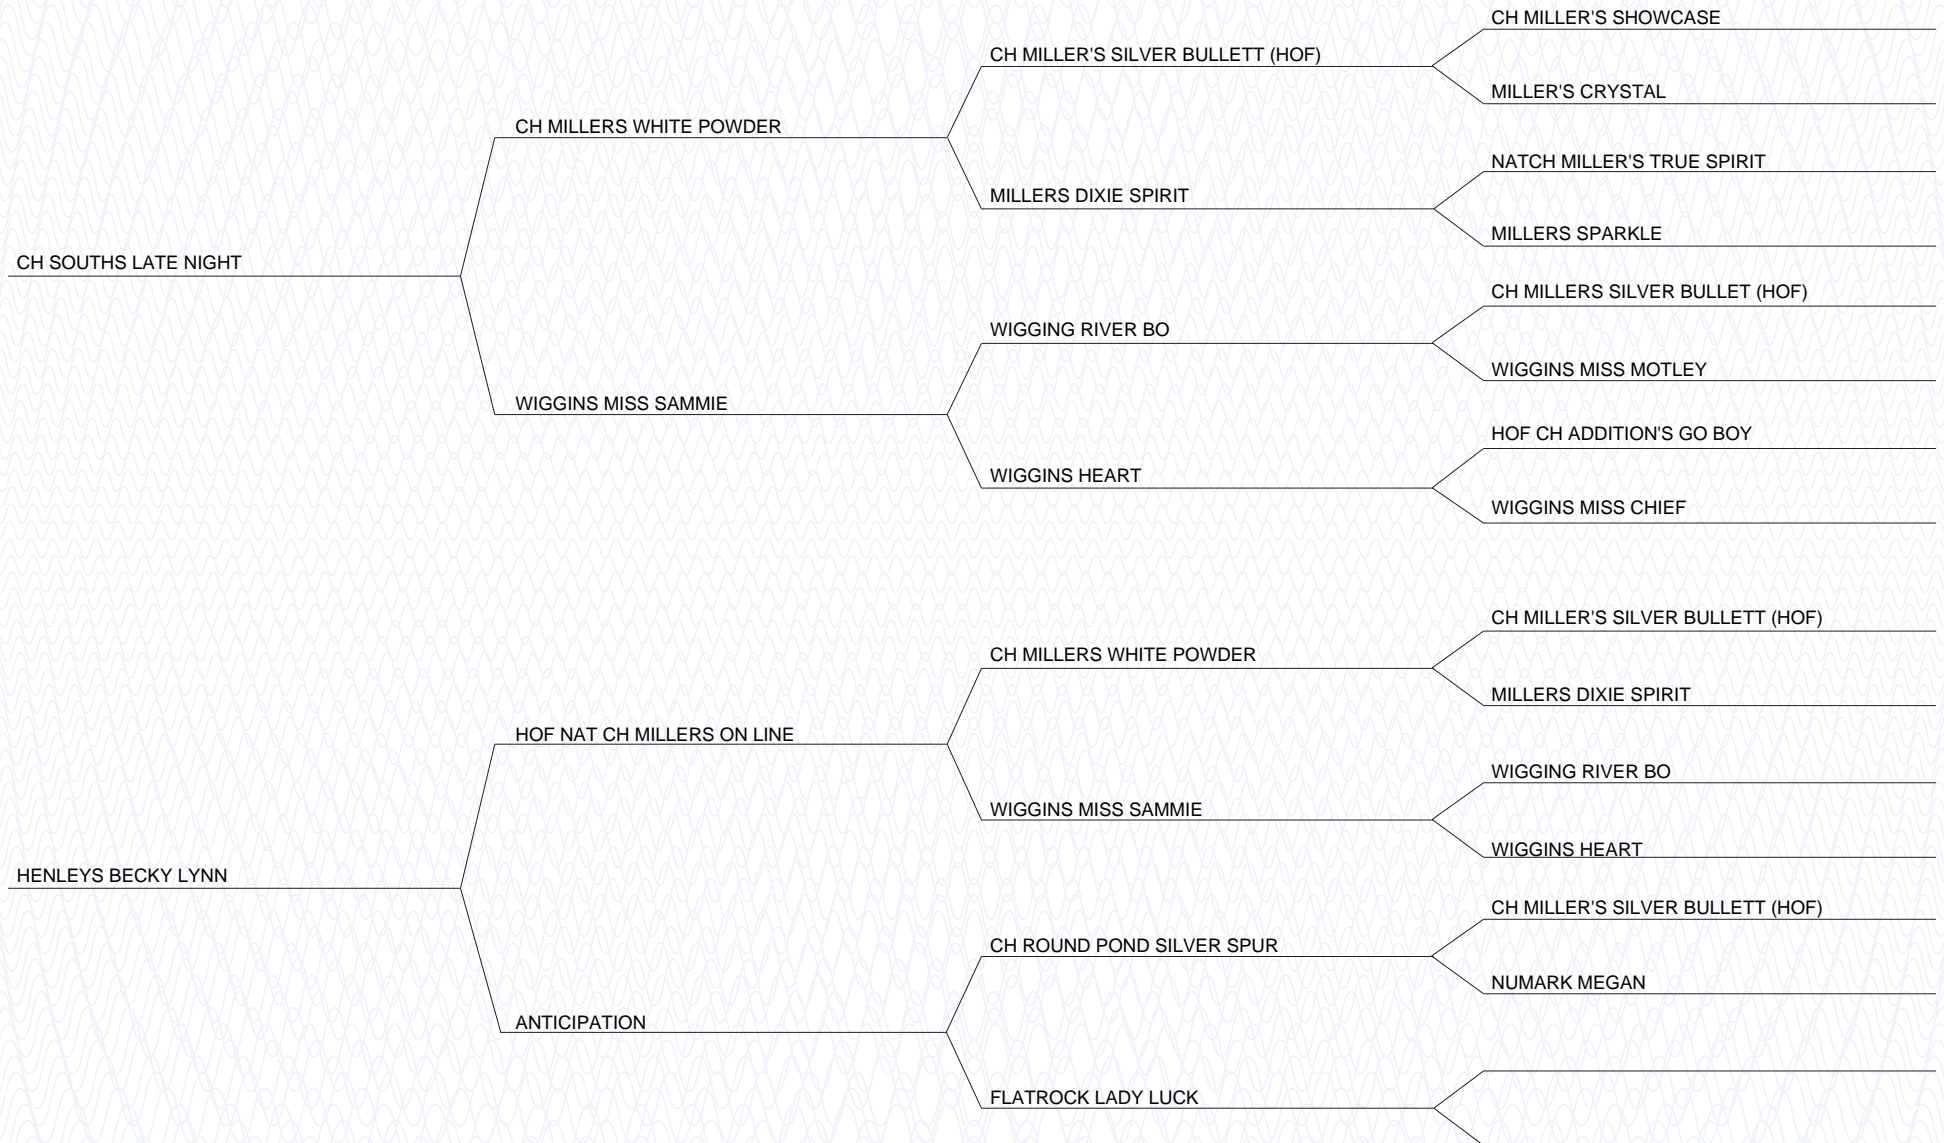 CH MILLER'S SHOWCASE
CH MILLER'S SILVER BULLETT (HOF)
MILLER'S CRYSTAL
CH MILLERS WHITE POWDER
NATCH MILLER'S TRUE SPIRIT
MILLERS DIXIE SPIRIT
MILLERS SPARKLE
CH SOUTHS LATE NIGHT
CH MILLERS SILVER BULLET (HOF)
WIGGING RIVER BO
WIGGINS MISS MOTLEY
WIGGINS MISS SAMMIE
HOF CH ADDITION'S GO BOY
WIGGINS HEART
WIGGINS MISS CHIEF
CH MILLER'S SILVER BULLETT (HOF)
CH MILLERS WHITE POWDER
MILLERS DIXIE SPIRIT
HOF NAT CH MILLERS ON LINE
WIGGING RIVER BO
WIGGINS MISS SAMMIE
WIGGINS HEART
HENLEYS BECKY LYNN
CH MILLER'S SILVER BULLETT (HOF)
CH ROUND POND SILVER SPUR
NUMARK MEGAN
ANTICIPATION
FLATROCK LADY LUCK